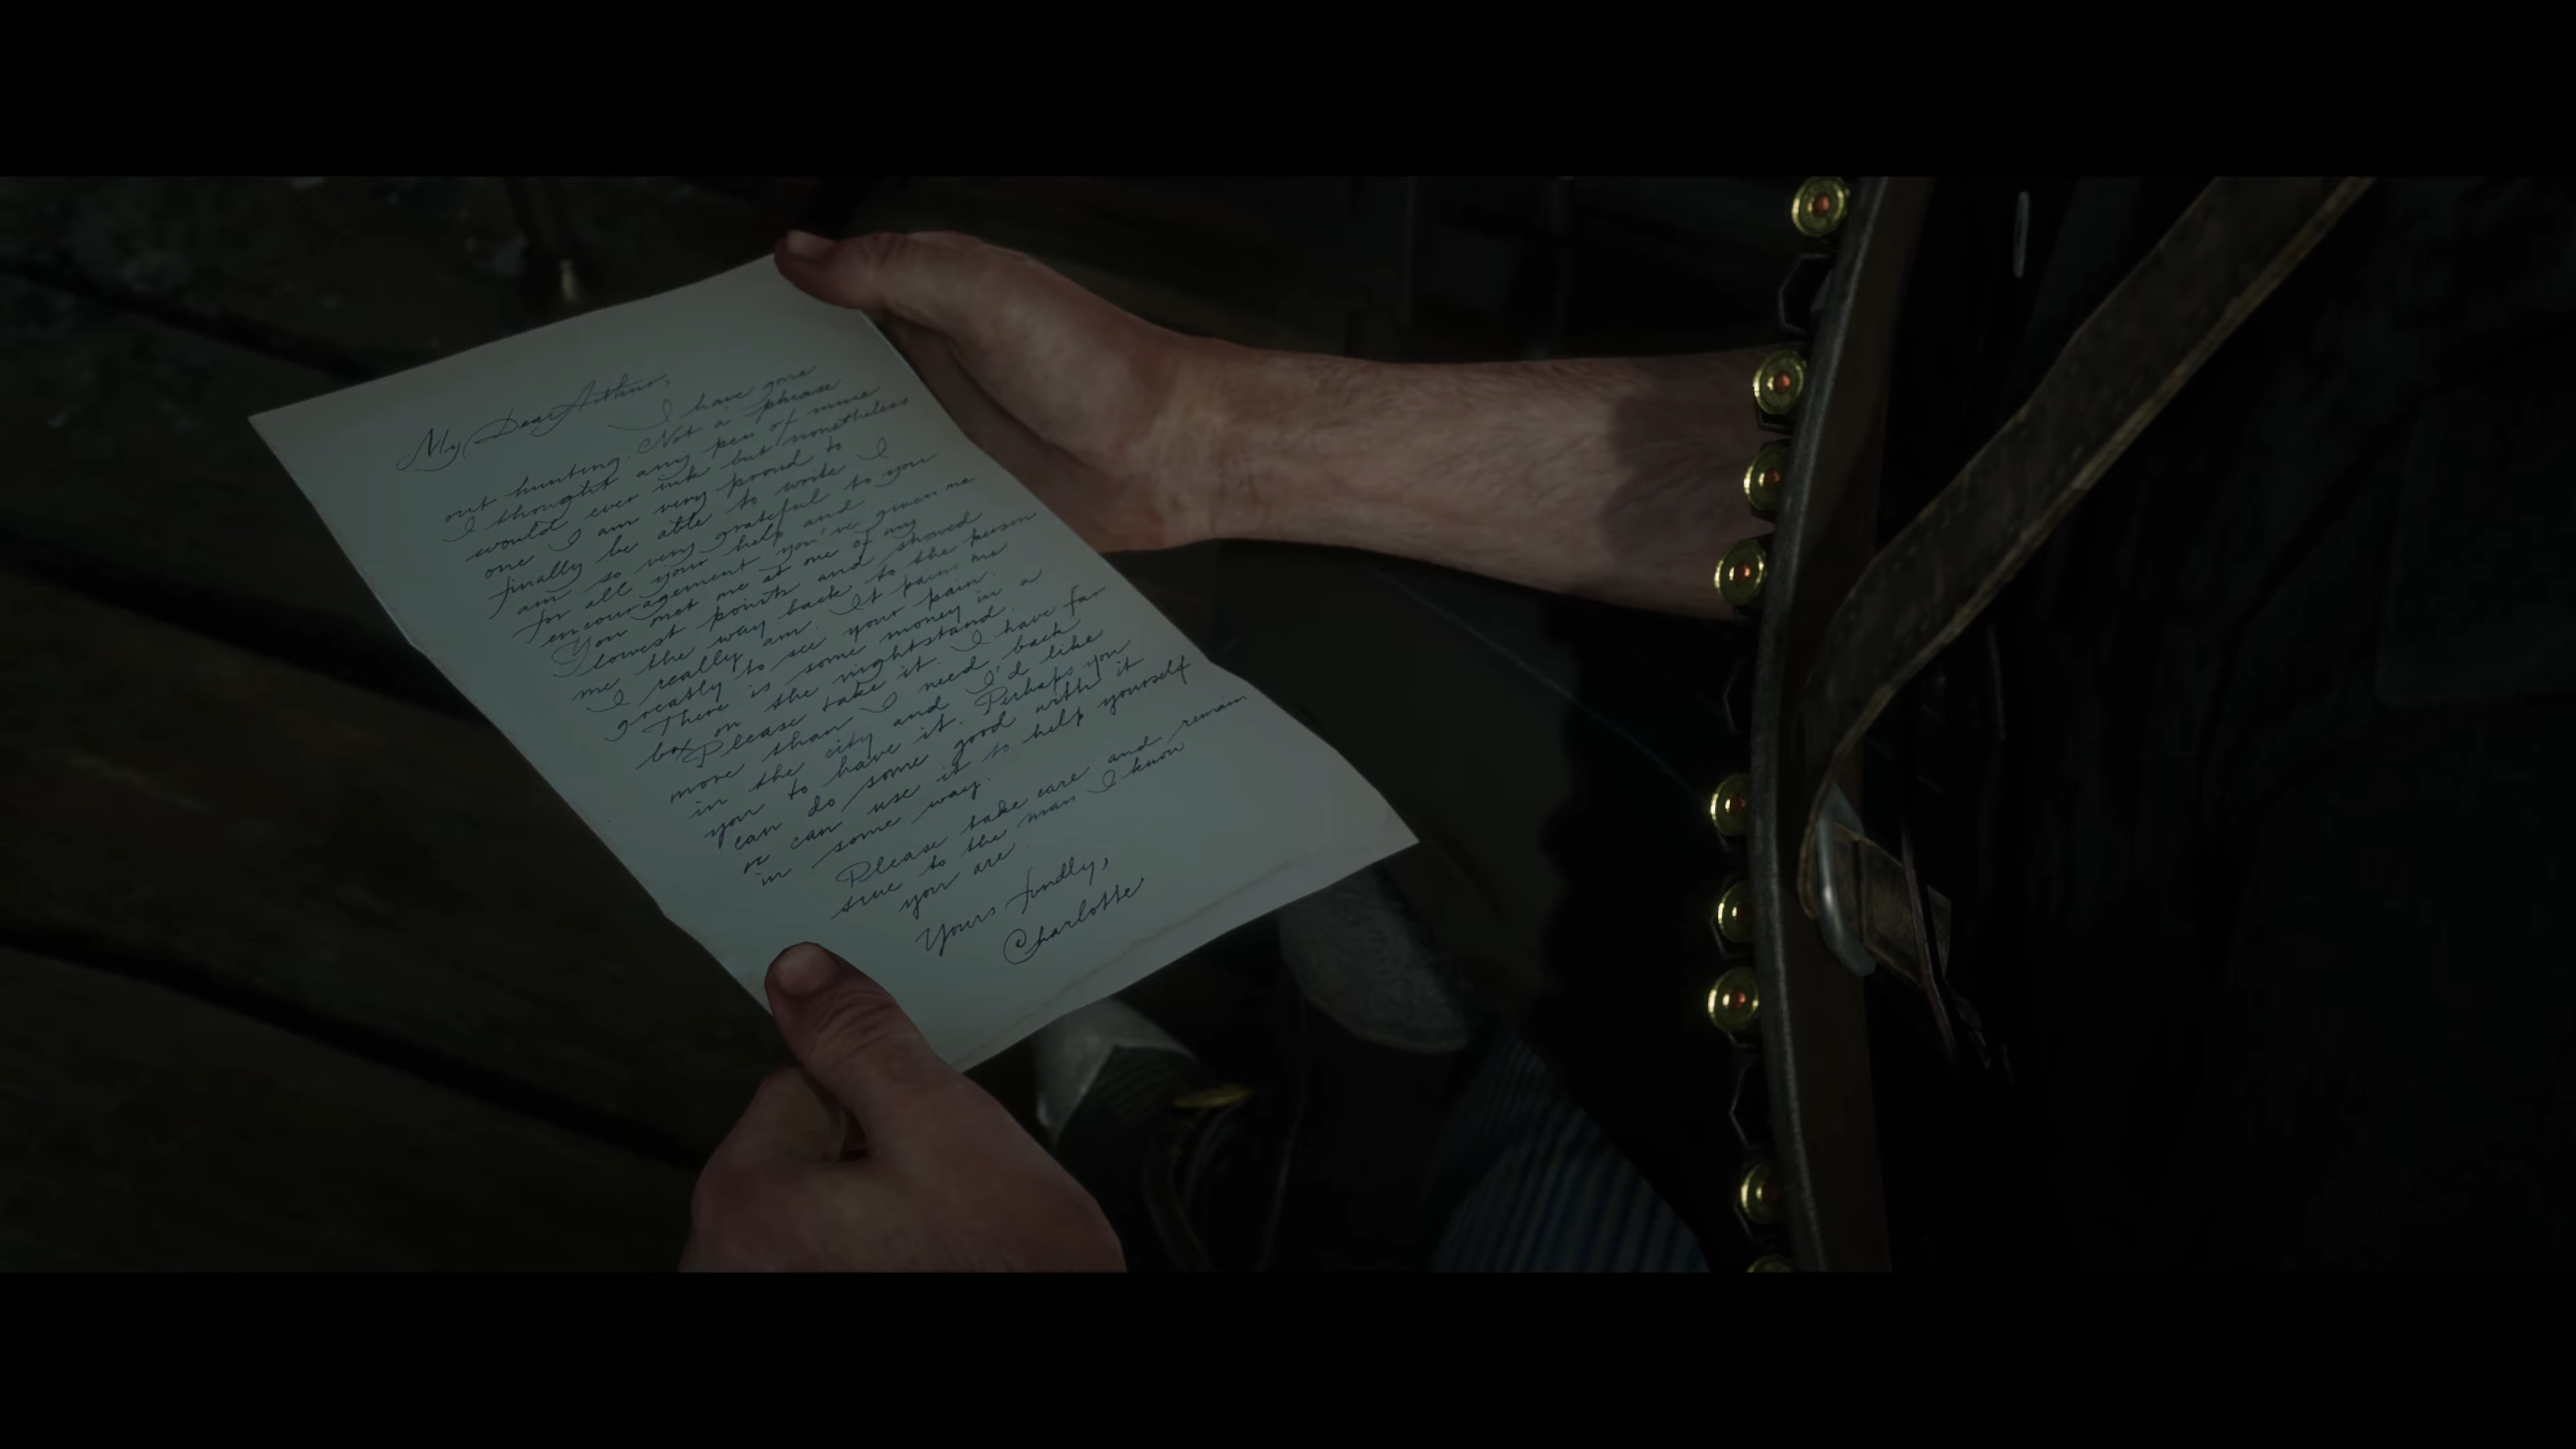 My Dear Arthur,
I have gone
out hunting. Not a phrase
I thought any pen of mine
would ever ink but nonetheless
one I am very proud to
finally be able to write. I
am so very grateful to you
for all your help and
encouragement you've given me
You met me at one of my
lowest points and showed
me the way back to the person
I really am. It pains me
greatly to see your pain.
There is some money in a
box on the nightstand.
Please take it. I have far
more than I need back
in the city and I'd like
you to have it. Perhaps you
can do some good with it
or can use it to help yourself
in some way.
Please take care and remain
true to the man I know
you are.
Yours fondly,
Charlotte